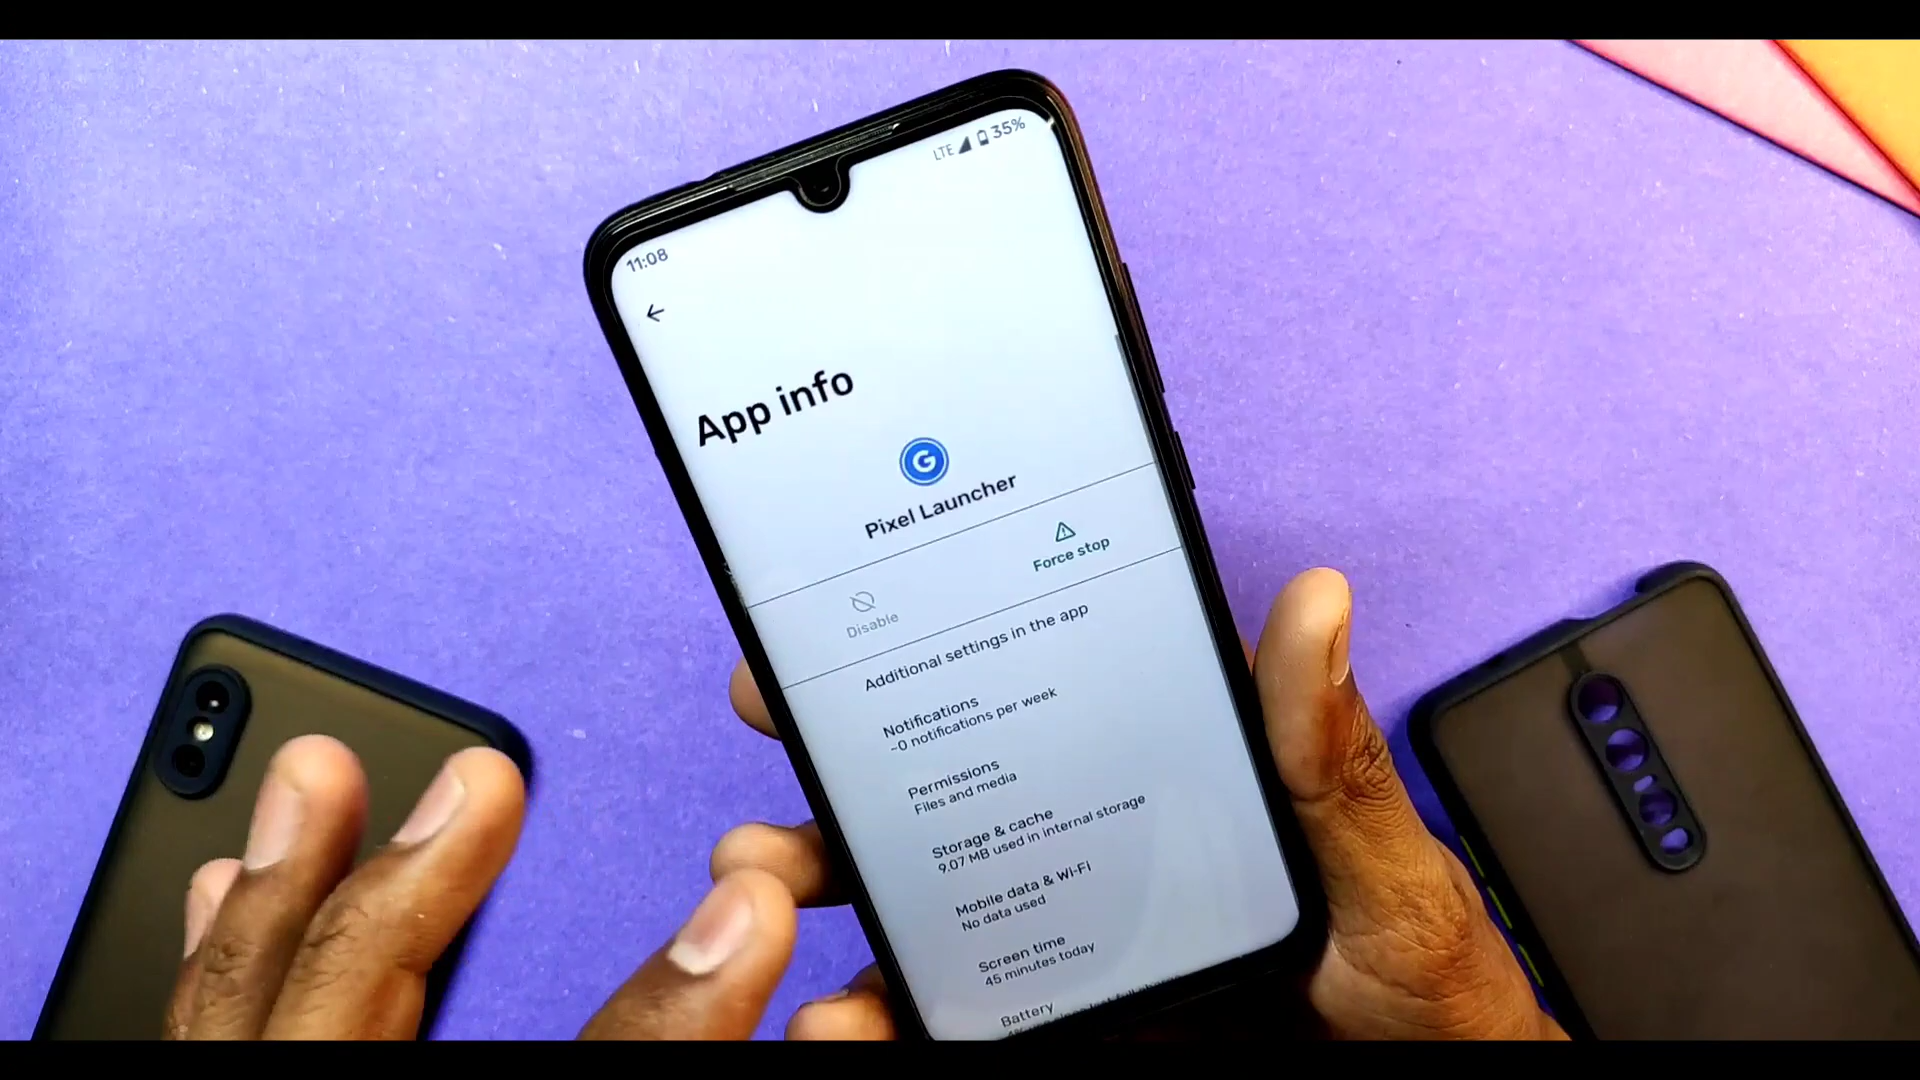 11:08
LTE 35%
App info
G
Pixel Launcher
Disable
Force stop
Additional settings in the app
Notifications
~0 notifications per week
Permissions
Files and media
Storage & cache
9.07 MB used in internal storage
Mobile data & Wi-Fi
No data used
Screen time
45 minutes today
Battery